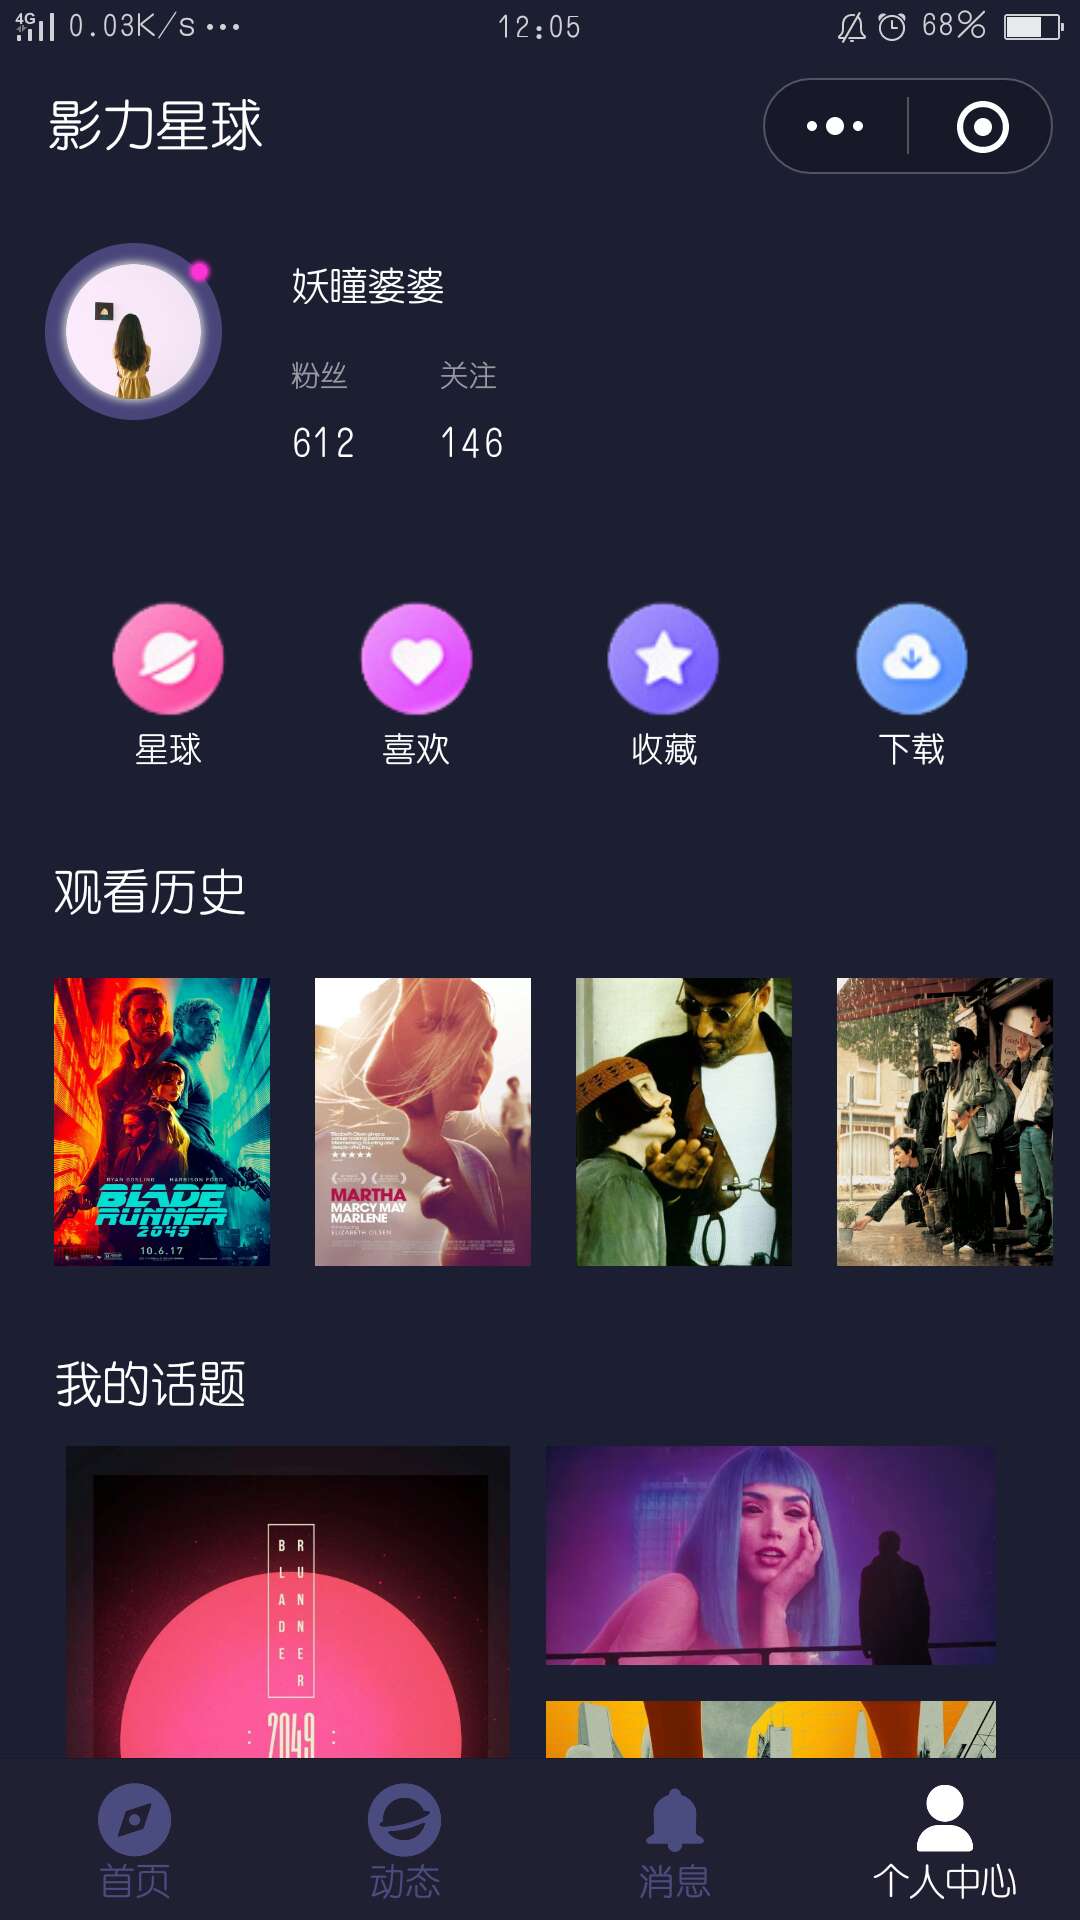 4G 0.03K/s ... 12:05 68%
影力星球
妖瞳婆婆
粉丝 关注
612 146
星球 喜欢 收藏 下载
观看历史
RYAN GOSLING HARRISON FORD
BLADE
RUNNER
2049
10.6.17
MARTHA
MARCY MAY
MARLENE
ELIZABETH OLSEN
我的话题
BLADE
RUNNER
2049
首页 动态 消息 个人中心